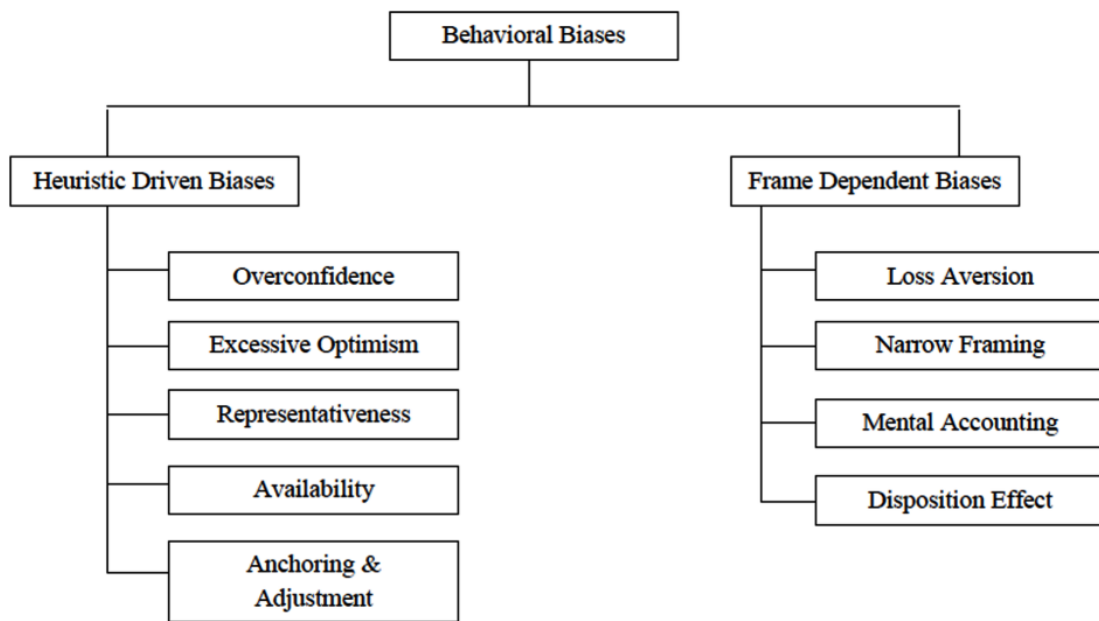 Behavioral Biases
Heuristic Driven Biases
Overconfidence
Excessive Optimism
Representativeness
Availability
Anchoring &
Adjustment
Frame Dependent Biases
Loss Aversion
Narrow Framing
Mental Accounting
Disposition Effect